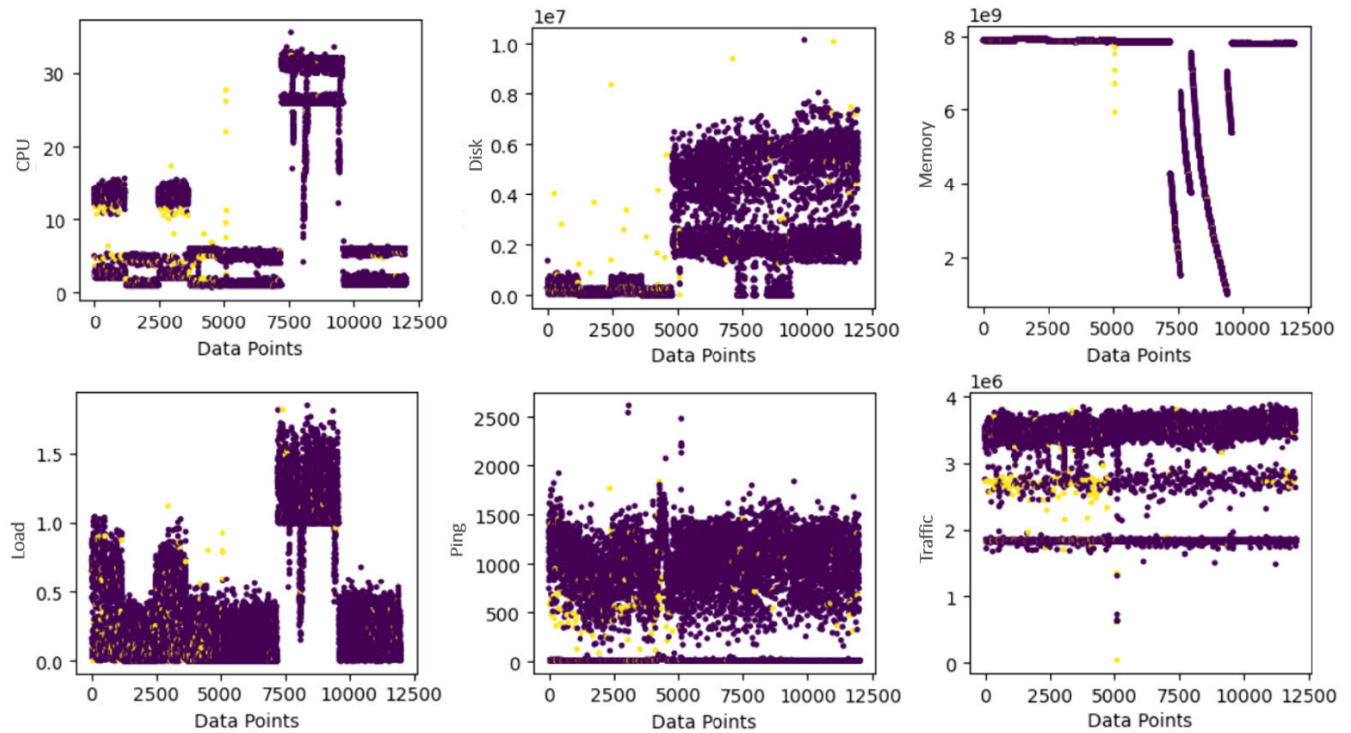 CPU
30
20
10
0
0 2500 5000 7500 10000 12500
Data Points
1e7
Disk
1.0
0.8
0.6
0.4
0.2
0.0
0 2500 5000 7500 10000 12500
Data Points
1e9
Memory
8
6
4
2
0 2500 5000 7500 10000 12500
Data Points
Load
1.5
1.0
0.5
0.0
0 2500 5000 7500 10000 12500
Data Points
Ping
2500
2000
1500
1000
500
0
0 2500 5000 7500 10000 12500
Data Points
1e6
Traffic
4
3
2
1
0
0 2500 5000 7500 10000 12500
Data Points